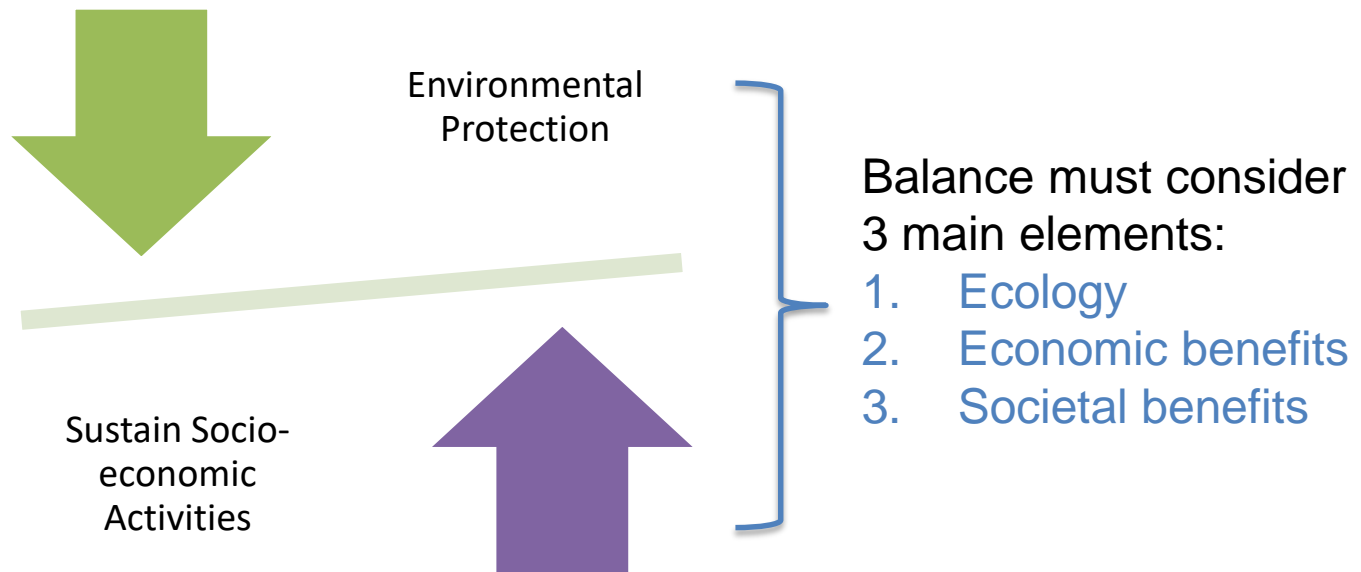 Environmental
Protection
Sustain Socio-
economic
Activities
Balance must consider
3 main elements:
1. Ecology
2. Economic benefits
3. Societal benefits